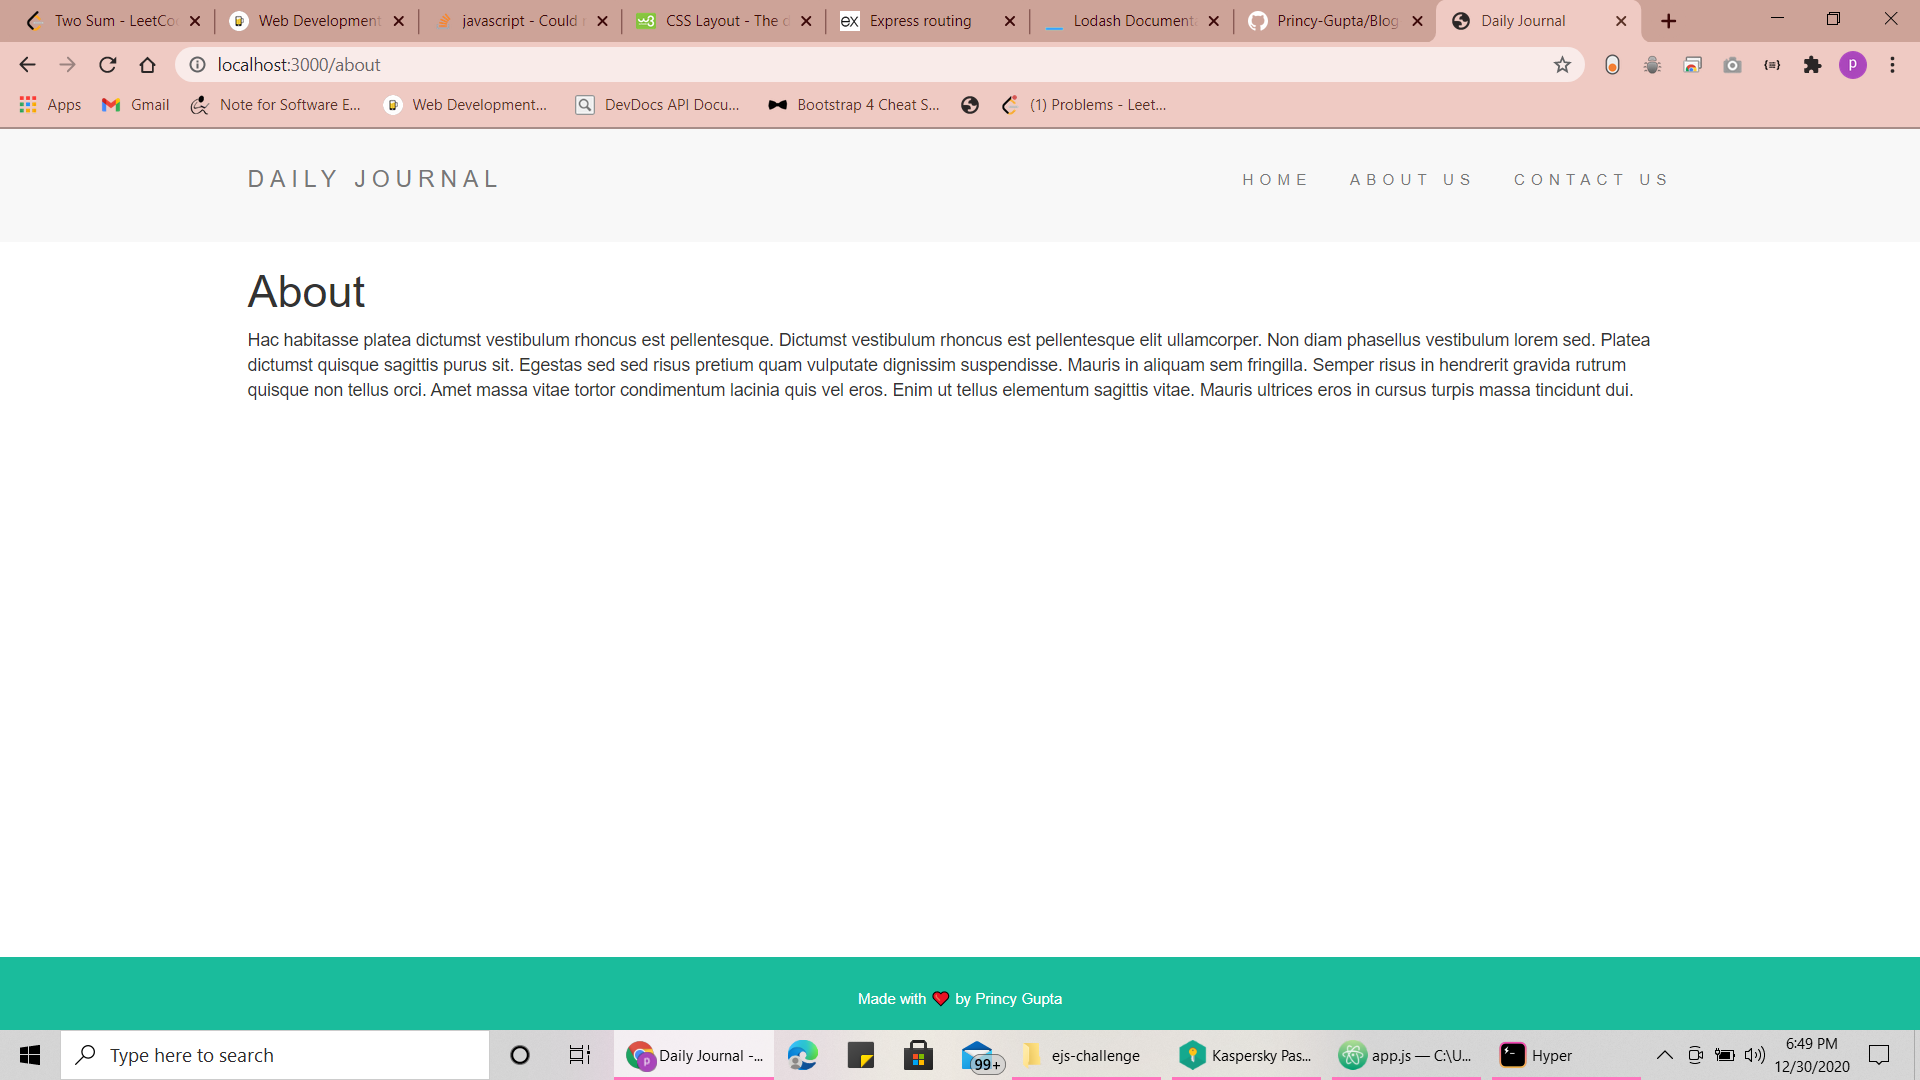 Two Sum - LeetCo
Web Development
javascript - Could
CSS Layout - The d
Express routing
Lodash Documenta
Princy-Gupta/Blog
Daily Journal
localhost:3000/about
P
Apps
Gmail
Note for Software E...
Web Development...
DevDocs API Docu...
Bootstrap 4 Cheat S...
(1) Problems - Leet...
DAILY JOURNAL
HOME
ABOUT US
CONTACT US
About
Hac habitasse platea dictumst vestibulum rhoncus est pellentesque. Dictumst vestibulum rhoncus est pellentesque elit ullamcorper. Non diam phasellus vestibulum lorem sed. Platea
dictumst quisque sagittis purus sit. Egestas sed sed risus pretium quam vulputate dignissim suspendisse. Mauris in aliquam sem fringilla. Semper risus in hendrerit gravida rutrum
quisque non tellus orci. Amet massa vitae tortor condimentum lacinia quis vel eros. Enim ut tellus elementum sagittis vitae. Mauris ultrices eros in cursus turpis massa tincidunt dui.
Made with ❤️ by Princy Gupta
Type here to search
Daily Journal -...
99+
ejs-challenge
Kaspersky Pas...
app.js — C:\U...
Hyper
6:49 PM
12/30/2020